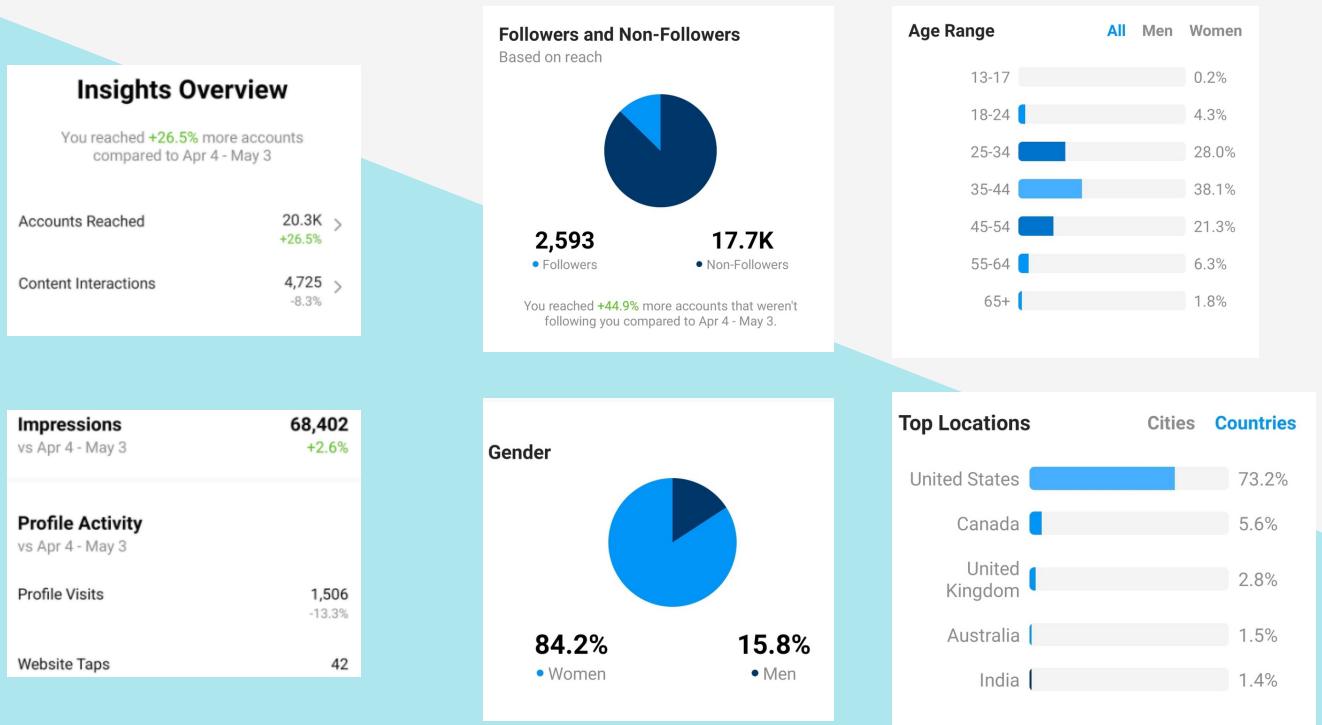 Insights Overview
You reached +26.5% more accounts
compared to Apr 4 - May 3
Accounts Reached 20.3K
+26.5%
Content Interactions 4,725
-8.3%
Impressions 68,402
vs Apr 4 - May 3 +2.6%
Profile Activity
vs Apr 4 - May 3
Profile Visits 1,506
-13.3%
Website Taps 42
Followers and Non-Followers
Based on reach
2,593 17.7K
Followers Non-Followers
You reached +44.9% more accounts that weren't
following you compared to Apr 4 - May 3.
Gender
84.2% 15.8%
Women Men
Age Range All Men Women
13-17 0.2%
18-24 4.3%
25-34 28.0%
35-44 38.1%
45-54 21.3%
55-64 6.3%
65+ 1.8%
Top Locations Cities Countries
United States 73.2%
Canada 5.6%
United
Kingdom 2.8%
Australia 1.5%
India 1.4%